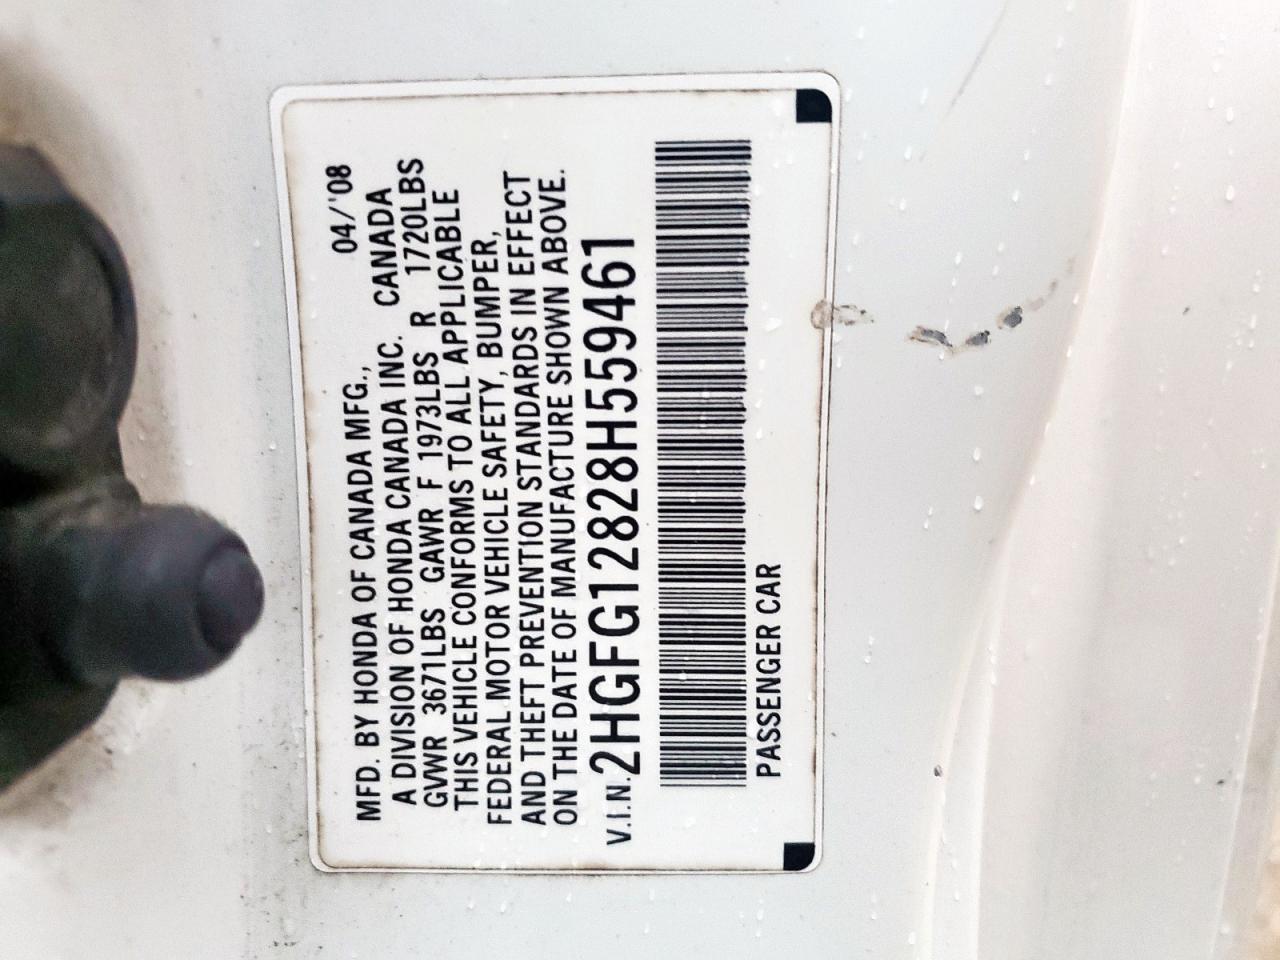 MFD. BY HONDA OF CANADA MFG., 04/'08
A DIVISION OF HONDA CANADA INC. CANADA
GVWR 3671LBS GAWR F 1973LBS R 1720LBS
THIS VEHICLE CONFORMS TO ALL APPLICABLE
FEDERAL MOTOR VEHICLE SAFETY, BUMPER,
AND THEFT PREVENTION STANDARDS IN EFFECT
ON THE DATE OF MANUFACTURE SHOWN ABOVE.
V.I.N. 2HGFG12828H559461
PASSENGER CAR